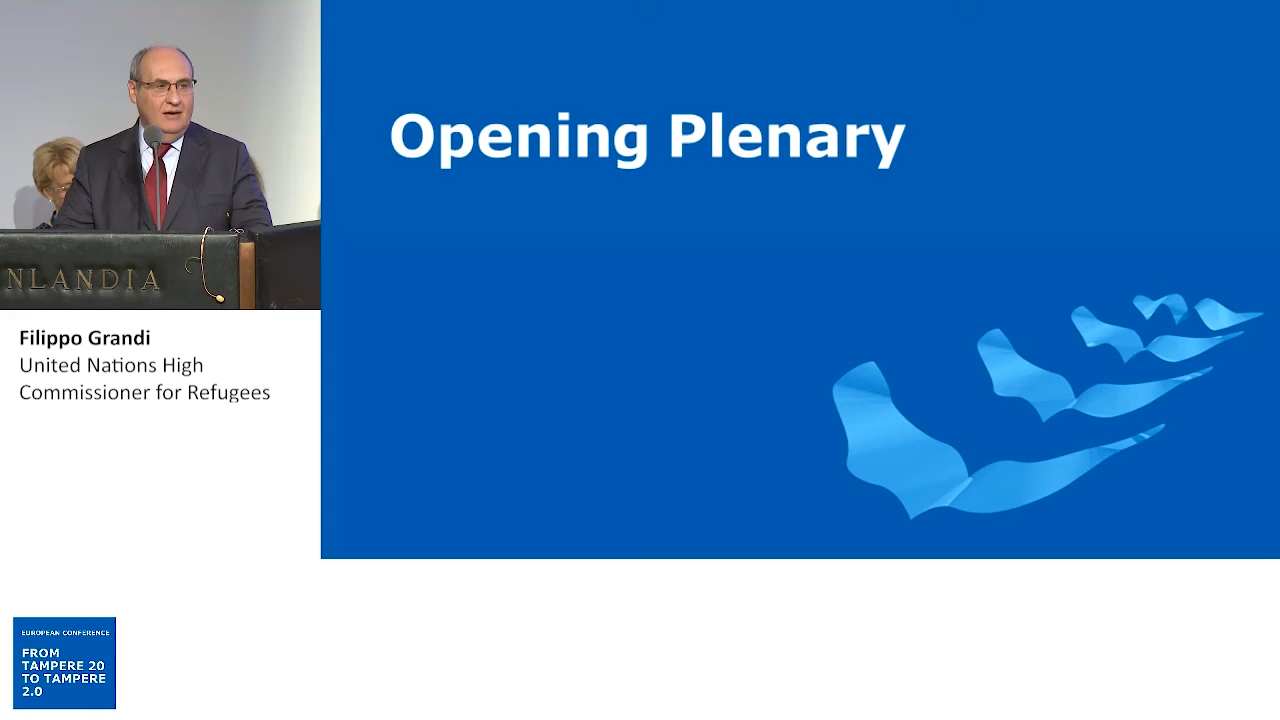 Opening Plenary
NLANDIA
Filippo Grandi
United Nations High
Commissioner for Refugees
EUROPEAN CONFERENCE
FROM
TAMPERE 20
TO TAMPERE
2.0